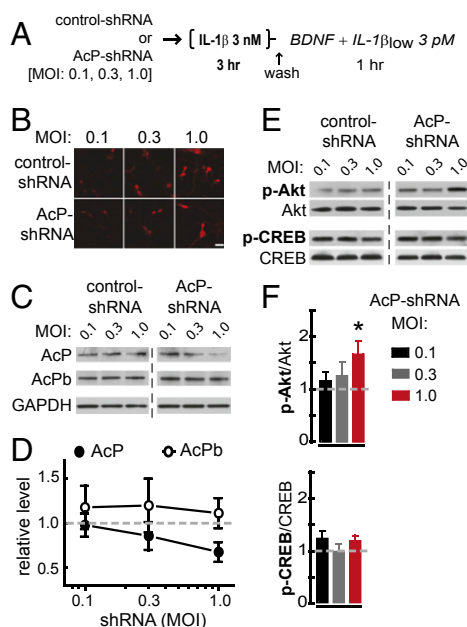 A
control-shRNA
or
AcP-shRNA
[MOI: 0.1, 0.3, 1.0]
[ IL-1β 3 nM ]
3 hr
wash
BDNF + IL-1βlow 3 pM
1 hr
B
MOI: 0.1 0.3 1.0
control-
shRNA
AcP-
shRNA
C
control-
shRNA
AcP-
shRNA
MOI: 0.1 0.3 1.0 0.1 0.3 1.0
AcP
AcPb
GAPDH
D
AcP AcPb
relative level
1.5
1.0
0.5
0.1 0.3 1.0
shRNA (MOI)
E
control-
shRNA
AcP-
shRNA
MOI: 0.1 0.3 1.0 0.1 0.3 1.0
p-Akt
Akt
p-CREB
CREB
F
AcP-shRNA
MOI:
0.1
0.3
1.0
p-Akt/Akt
2
1
0
*
p-CREB/CREB
2
1
0